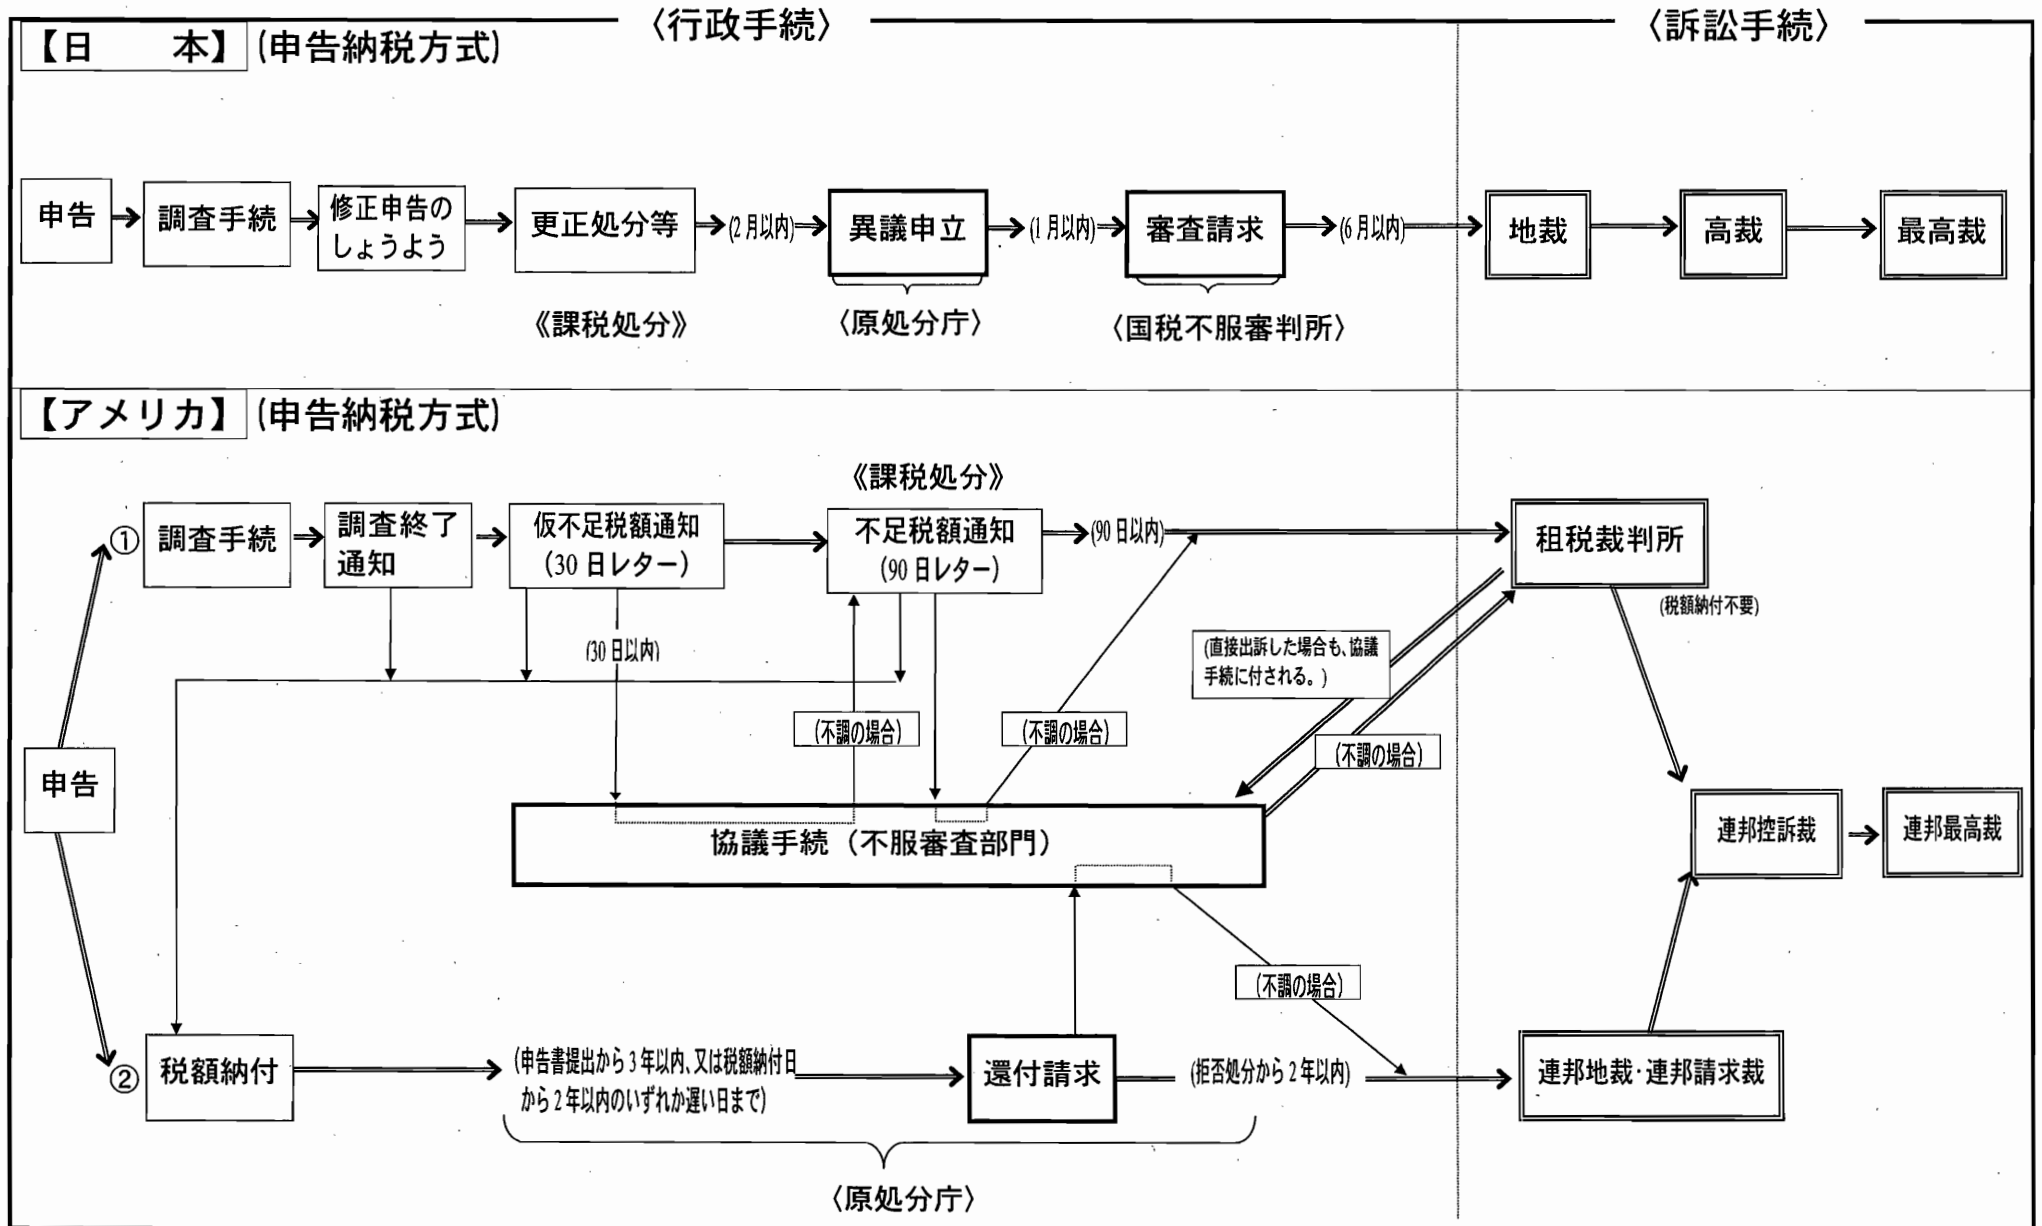 〈行政手続〉
〈訴訟手続〉
【日　　本】(申告納税方式)
申告
調査手続
修正申告の
しょうよう
更正処分等
(2月以内)
異議申立
(1月以内)
審査請求
(6月以内)
地裁
高裁
最高裁
《課税処分》
〈原処分庁〉
〈国税不服審判所〉
【アメリカ】(申告納税方式)
《課税処分》
①
調査手続
調査終了
通知
仮不足税額通知
(30日レター)
不足税額通知
(90日レター)
(90日以内)
租税裁判所
(税額納付不要)
(30日以内)
(直接出訴した場合も、協議
手続に付される。)
(不調の場合)
(不調の場合)
(不調の場合)
申告
協議手続（不服審査部門）
連邦控訴裁
連邦最高裁
(不調の場合)
②
税額納付
(申告書提出から3年以内、又は税額納付日
から2年以内のいずれか遅い日まで)
還付請求
(拒否処分から2年以内)
連邦地裁･連邦請求裁
〈原処分庁〉